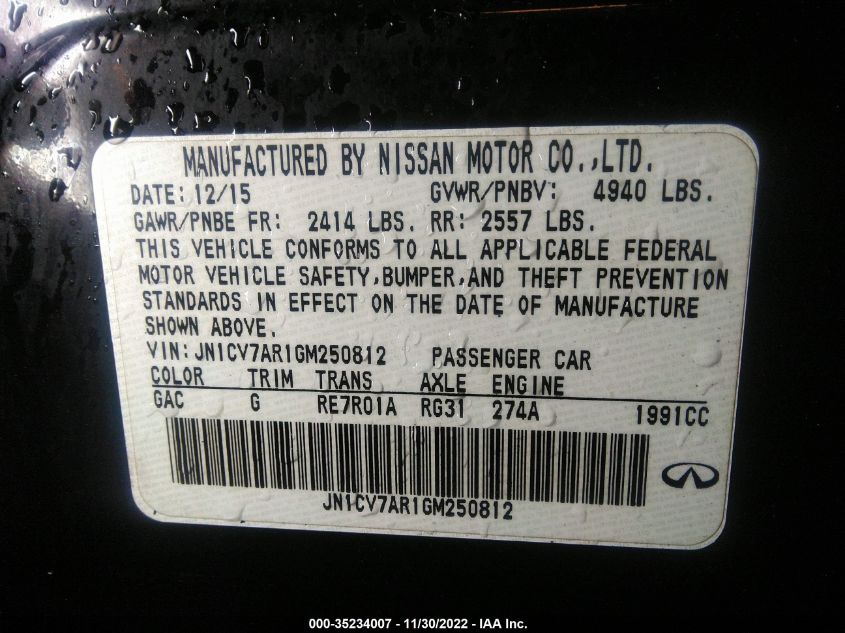 MANUFACTURED BY NISSAN MOTOR CO.,LTD.
DATE:12/15 GVWR/PNBV: 4940 LBS.
GAWR/PNBE FR: 2414 LBS. RR: 2557 LBS.
THIS VEHICLE CONFORMS TO ALL APPLICABLE FEDERAL
MOTOR VEHICLE SAFETY,BUMPER,AND THEFT PREVENTION
STANDARDS IN EFFECT ON THE DATE OF MANUFACTURE
SHOWN ABOVE.
VIN:JN1CV7AR1GM250812 PASSENGER CAR
COLOR TRIM TRANS AXLE ENGINE
GAC G RE7R01A RG31 274A 1991CC
JN1CV7AR1GM250812
000-35234007 - 11/30/2022 - IAA Inc.